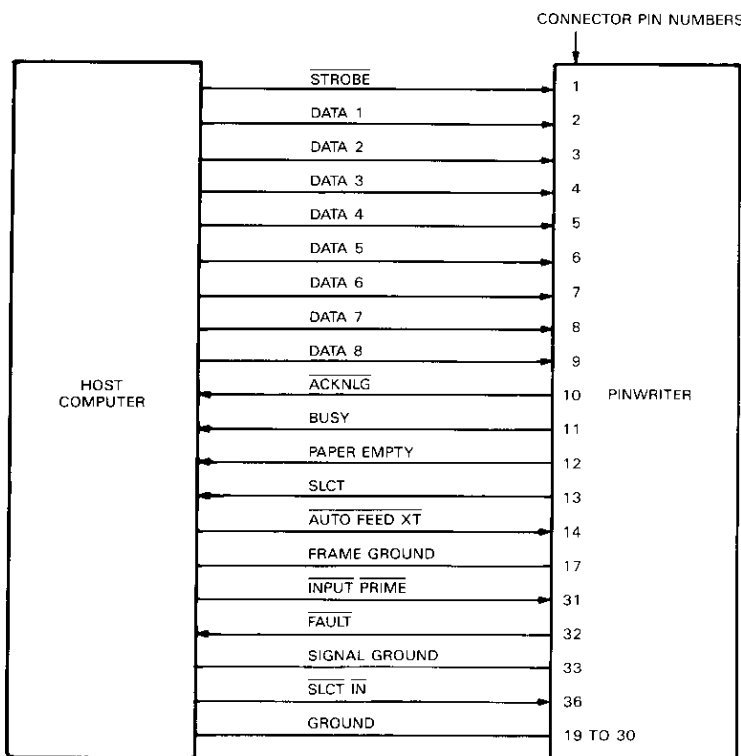 CONNECTOR PIN NUMBERS
STROBE 1
DATA 1 2
DATA 2 3
DATA 3 4
DATA 4 5
DATA 5 6
DATA 6 7
DATA 7 8
DATA 8 9
HOST COMPUTER
ACKNLG 10
PINWRITER
BUSY 11
PAPER EMPTY 12
SLCT 13
AUTO FEED XT 14
FRAME GROUND 17
INPUT PRIME 31
FAULT 32
SIGNAL GROUND 33
SLCT IN 36
GROUND 19 TO 30